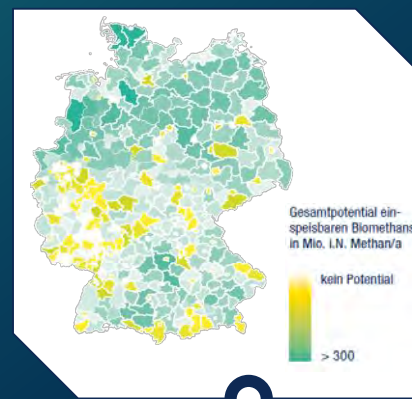 Gesamtpotential ein-
speisbaren Biomethans
in Mio. i.N. Methan/a
kein Potential
> 300